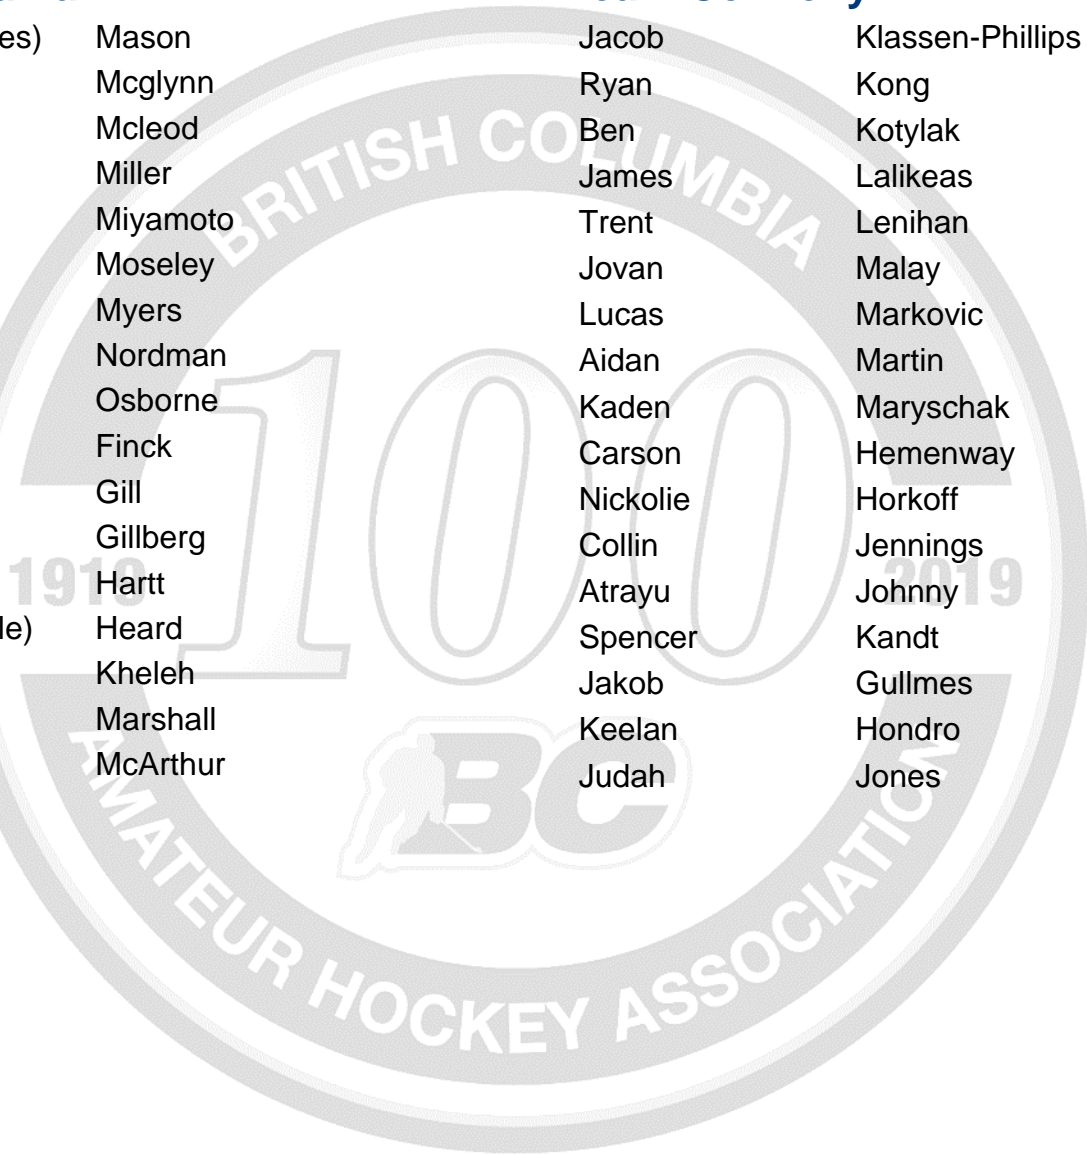 es) Mason Jacob Klassen-Phillips
Mcglynn Ryan Kong
Mcleod Ben Kotylak
Miller James Lalikeas
Miyamoto Trent Lenihan
Moseley Jovan Malay
Myers Lucas Markovic
Nordman Aidan Martin
Osborne Kaden Maryschak
Finck Carson Hemenway
Gill Nickolie Horkoff
Gillberg Collin Jennings
Hartt Atrayu Johnny
le) Heard Spencer Kandt
Kheleh Jakob Gullmes
Marshall Keelan Hondro
McArthur Judah Jones
BRITISH COLUMBIA
1919 100 2019
BC
AMATEUR HOCKEY ASSOCIATION